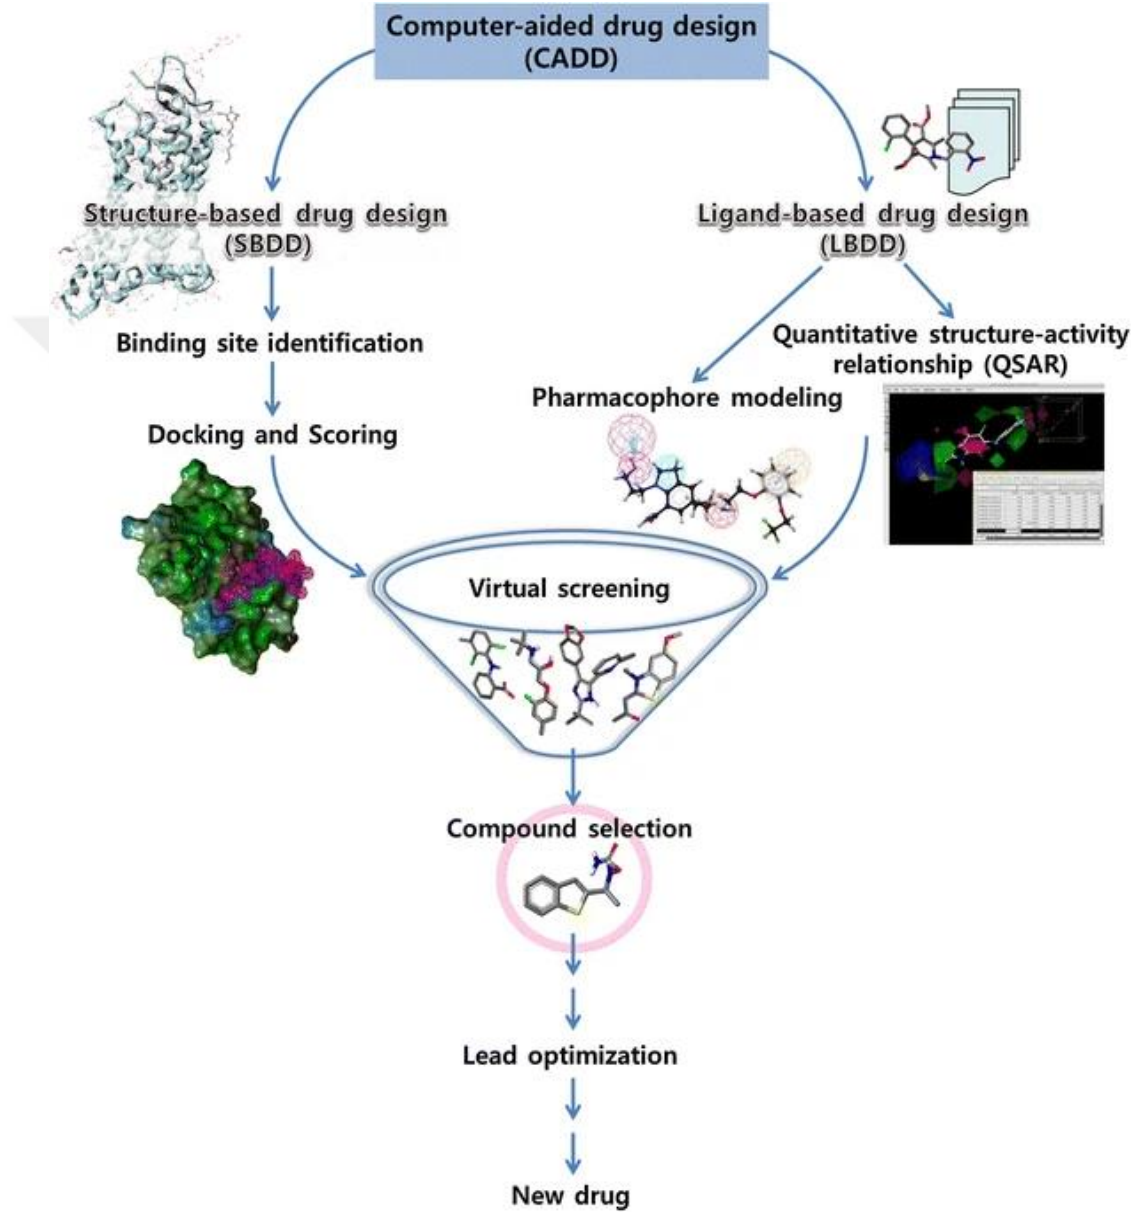 Computer-aided drug design
(CADD)
Structure-based drug design
(SBDD)
Ligand-based drug design
(LBDD)
Binding site identification
Quantitative structure-activity
relationship (QSAR)
Pharmacophore modeling
Docking and Scoring
Virtual screening
Compound selection
Lead optimization
New drug